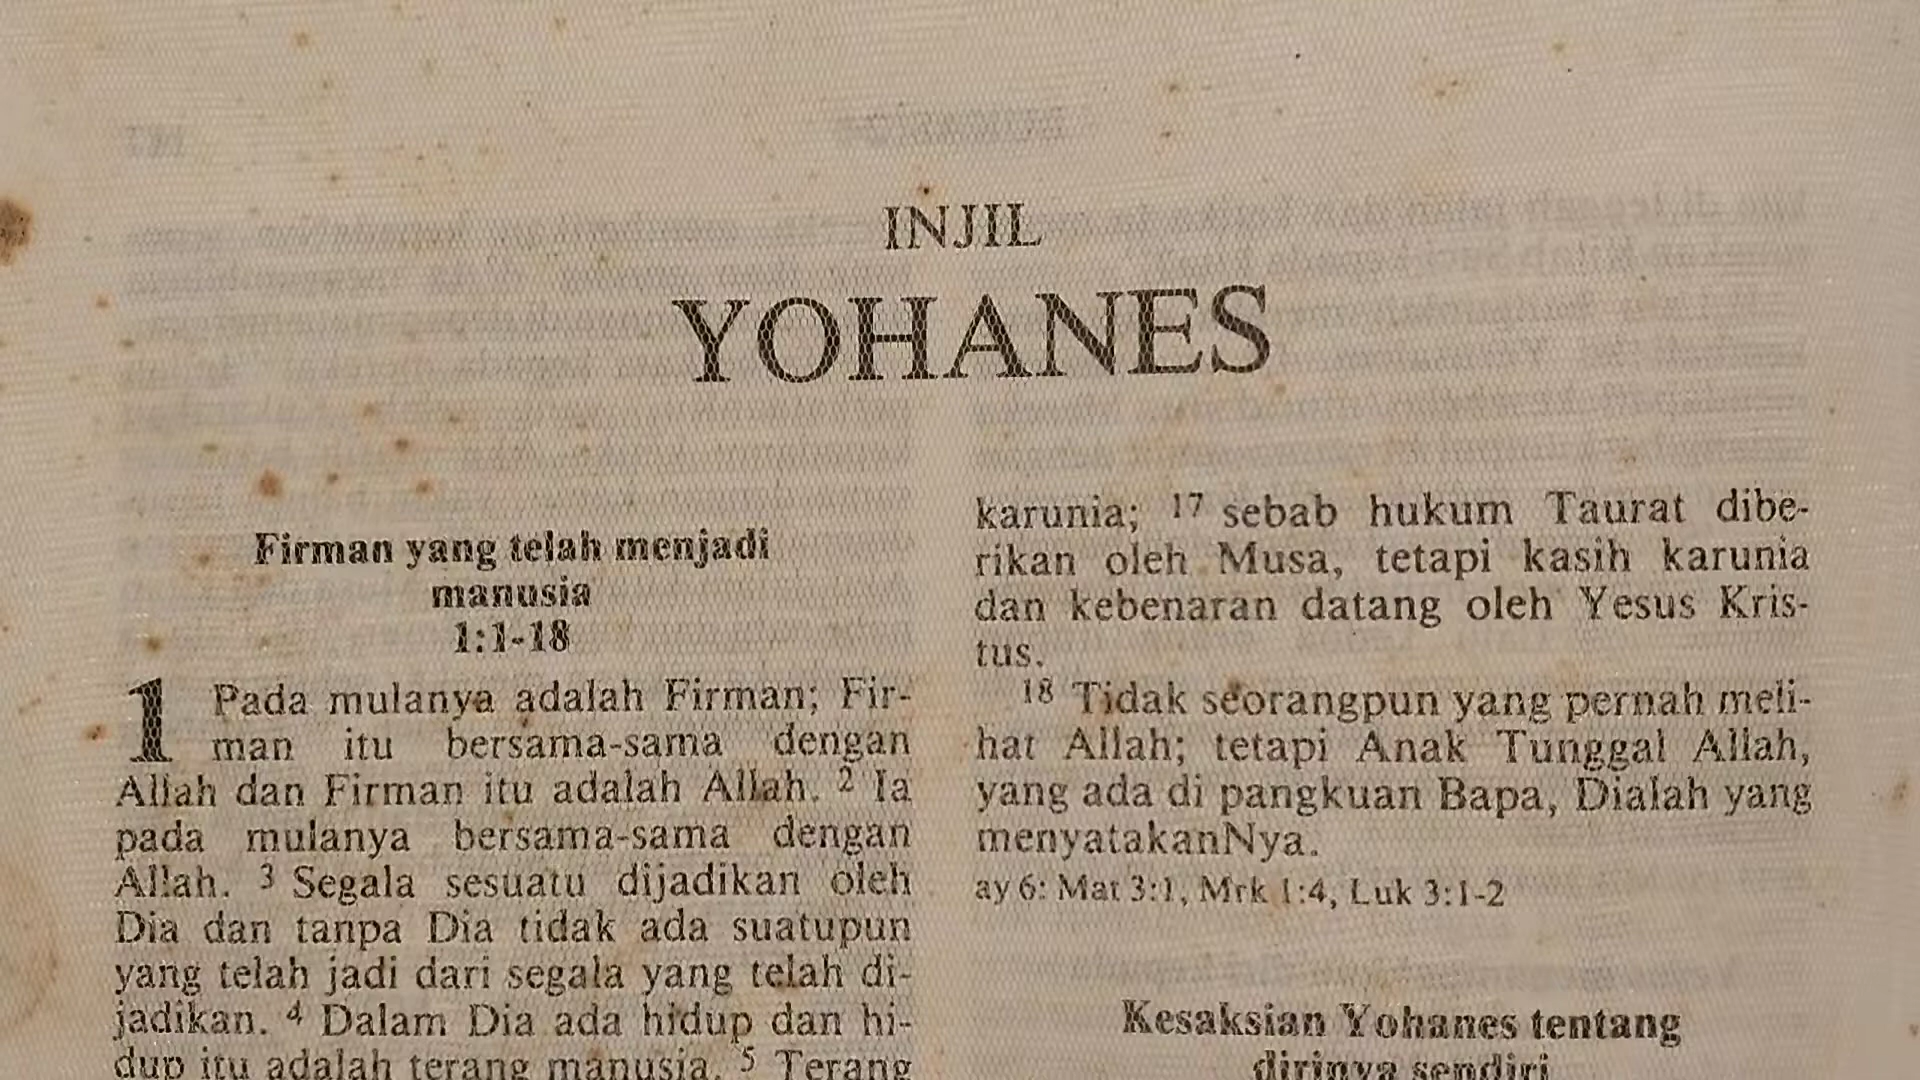 INJIL
YOHANES
Firman yang telah menjadi
manusia
1:1-18
1 Pada mulanya adalah Firman; Fir-
man itu bersama-sama dengan
Allah dan Firman itu adalah Allah. 2 Ia
pada mulanya bersama-sama dengan
Allah. 3 Segala sesuatu dijadikan oleh
Dia dan tanpa Dia tidak ada suatupun
yang telah jadi dari segala yang telah di-
jadikan. 4 Dalam Dia ada hidup dan hi-
dup itu adalah terang manusia. 5 Terang
karunia; 17 sebab hukum Taurat dibe-
rikan oleh Musa, tetapi kasih karunia
dan kebenaran datang oleh Yesus Kris-
tus.
18 Tidak seorangpun yang pernah meli-
hat Allah; tetapi Anak Tunggal Allah,
yang ada di pangkuan Bapa, Dialah yang
menyatakanNya.
ay 6: Mat 3:1, Mrk 1:4, Luk 3:1-2
Kesaksian Yohanes tentang
dirinya sendiri